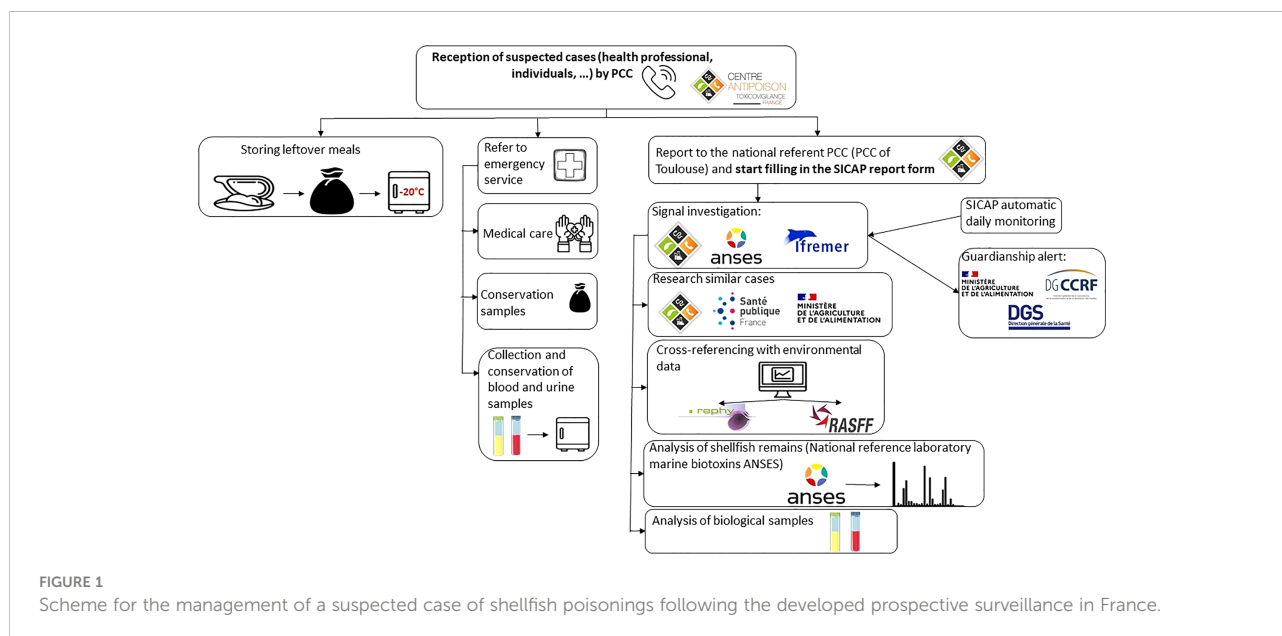 Reception of suspected cases (health professional,
individuals, ...) by PCC
CENTRE
ANTIPOISON
TOXICOVIGILANCE
FRANCE
Storing leftover meals
-20°C
Refer to
emergency
service
Medical care
Conservation
samples
Collection and
conservation of
blood and urine
samples
Report to the national referent PCC (PCC of
Toulouse) and start filling in the SICAP report form
Signal investigation:
anses
Ifremer
SICAP automatic
daily monitoring
Guardianship alert:
MINISTÈRE
DE L'AGRICULTURE
ET DE L'ALIMENTATION
DGCCRF
DGS
Direction générale de la Santé
Research similar cases
Santé
publique
France
MINISTÈRE
DE L'AGRICULTURE
ET DE L'ALIMENTATION
Cross-referencing with environmental
data
rephy
RASFF
Analysis of shellfish remains (National reference laboratory
marine biotoxins ANSES)
anses
Analysis of biological samples
FIGURE 1
Scheme for the management of a suspected case of shellfish poisonings following the developed prospective surveillance in France.